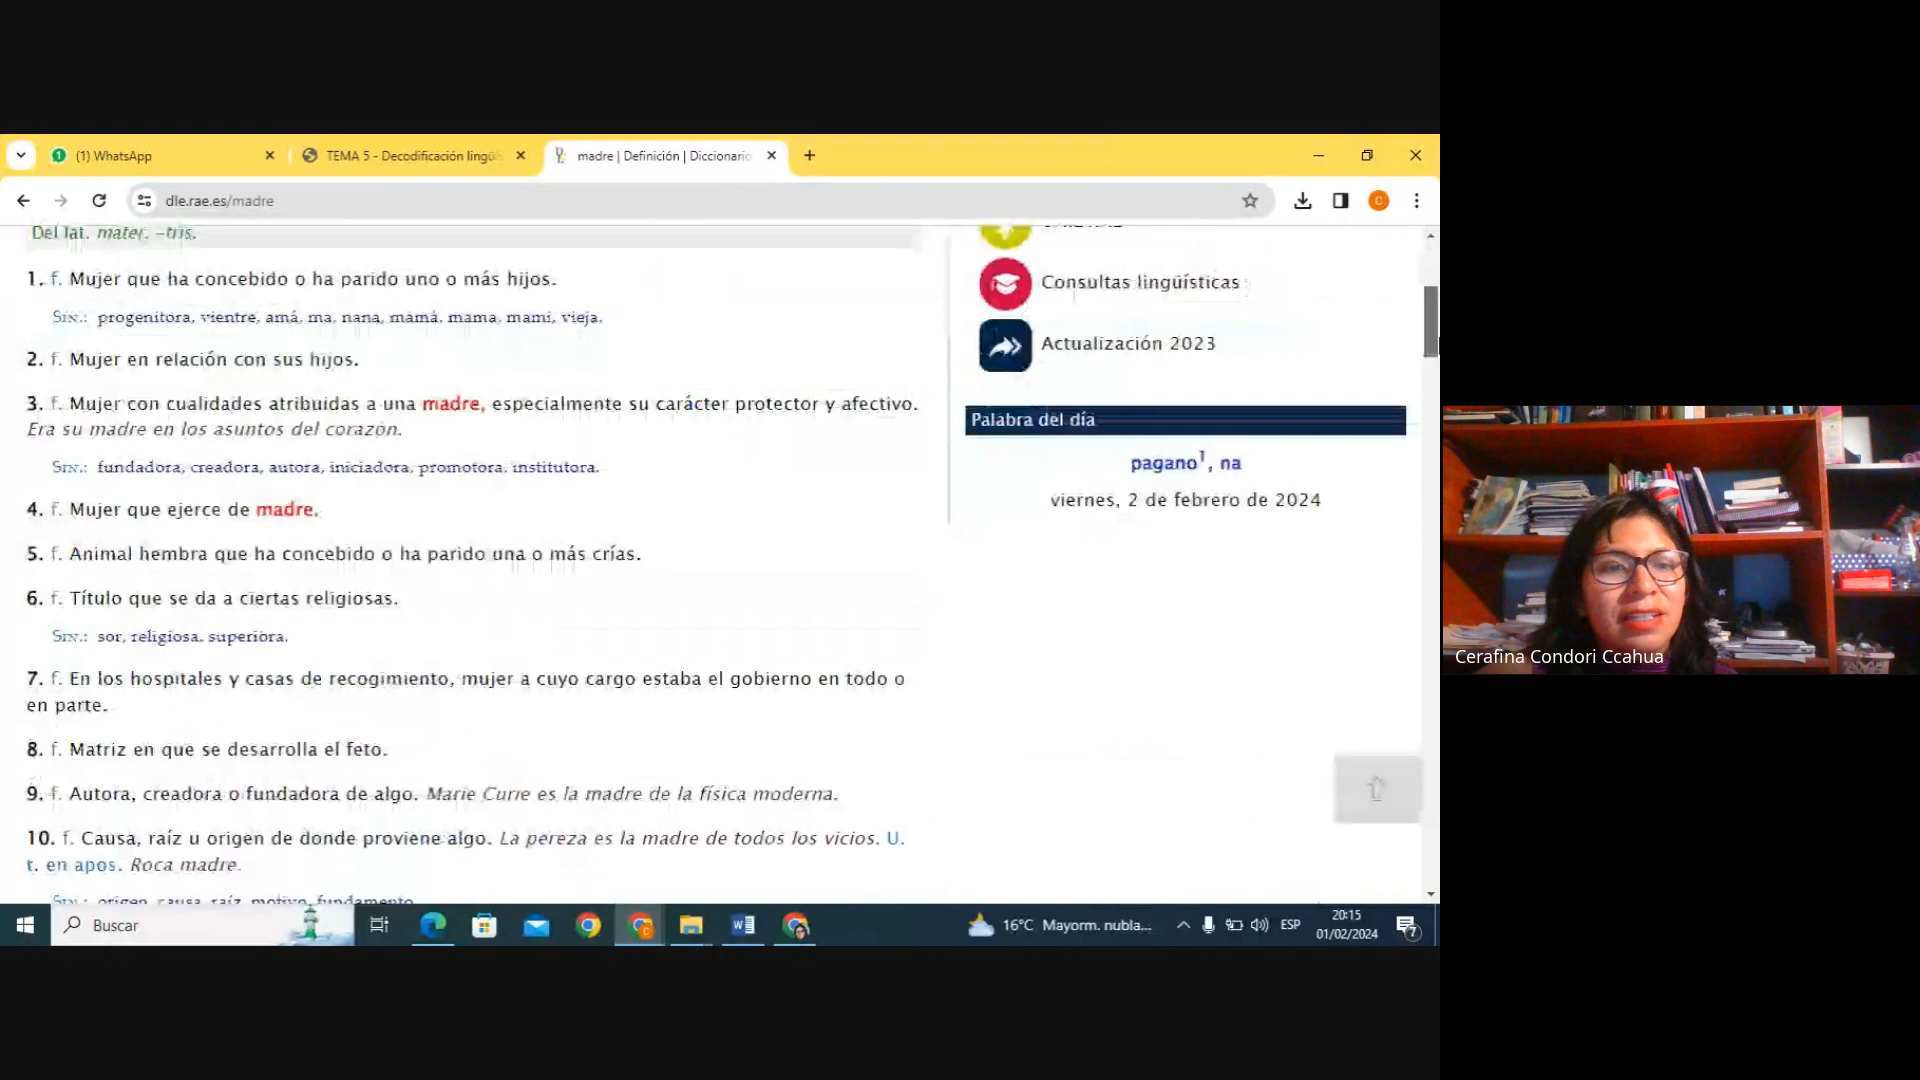 (1) WhatsApp
TEMA 5 - Decodificación lingüís
madre | Definición | Diccionario
dle.rae.es/madre
Del lat. mater, -tris.
1. f. Mujer que ha concebido o ha parido uno o más hijos.
Sin.: progenitora, vientre, amá, ma, nana, mamá, mama, mami, vieja.
2. f. Mujer en relación con sus hijos.
3. f. Mujer con cualidades atribuidas a una madre, especialmente su carácter protector y afectivo.
Era su madre en los asuntos del corazón.
Sin.: fundadora, creadora, autora, iniciadora, promotora, institutora.
4. f. Mujer que ejerce de madre.
5. f. Animal hembra que ha concebido o ha parido una o más crías.
6. f. Título que se da a ciertas religiosas.
Sin.: sor, religiosa, superiora.
7. f. En los hospitales y casas de recogimiento, mujer a cuyo cargo estaba el gobierno en todo o
en parte.
8. f. Matriz en que se desarrolla el feto.
9. f. Autora, creadora o fundadora de algo. Marie Curie es la madre de la física moderna.
10. f. Causa, raíz u origen de donde proviene algo. La pereza es la madre de todos los vicios. U.
t. en apos. Roca madre.
Sin.: origen, causa, raíz, motivo, fundamento
Consultas lingüísticas
Actualización 2023
Palabra del día
pagano1, na
viernes, 2 de febrero de 2024
Cerafina Condori Ccahua
Buscar
16°C Mayorm. nubla...
ESP
20:15
01/02/2024
7